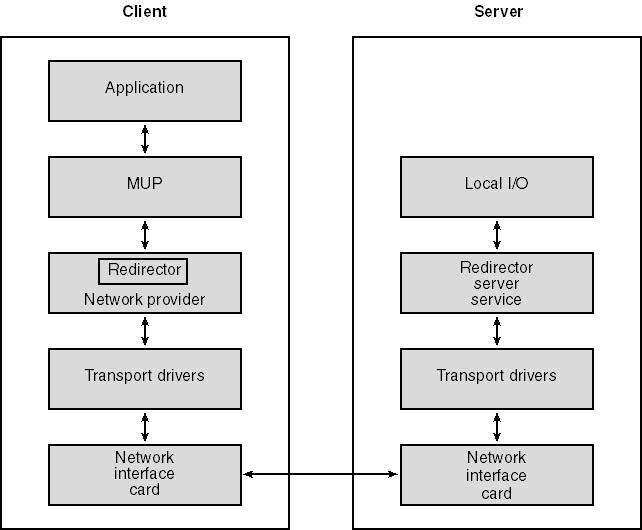 Client
Application
MUP
Redirector
Network provider
Transport drivers
Network
interface
card
Server
Local I/O
Redirector
server
service
Transport drivers
Network
interface
card